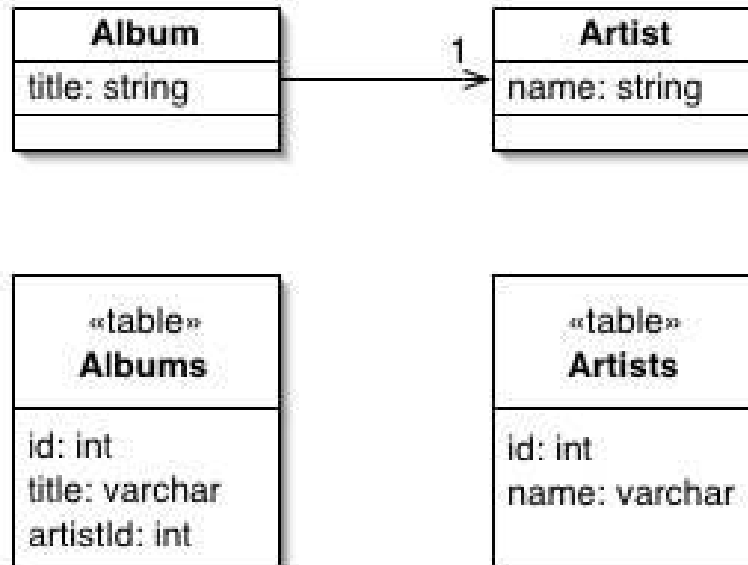 Album
title: string
1
Artist
name: string
«table»
Albums
id: int
title: varchar
artistId: int
«table»
Artists
id: int
name: varchar